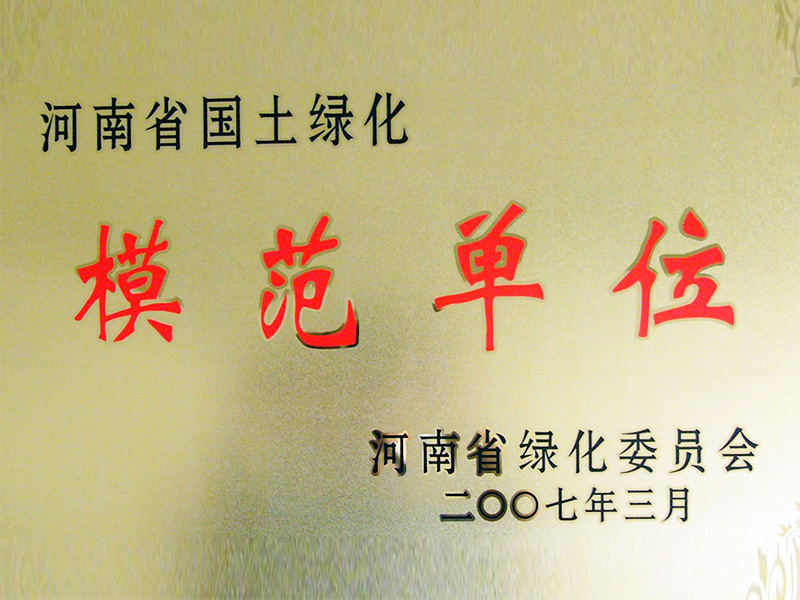 河南省国土绿化
模范单位
河南省绿化委员会
二〇〇七年三月